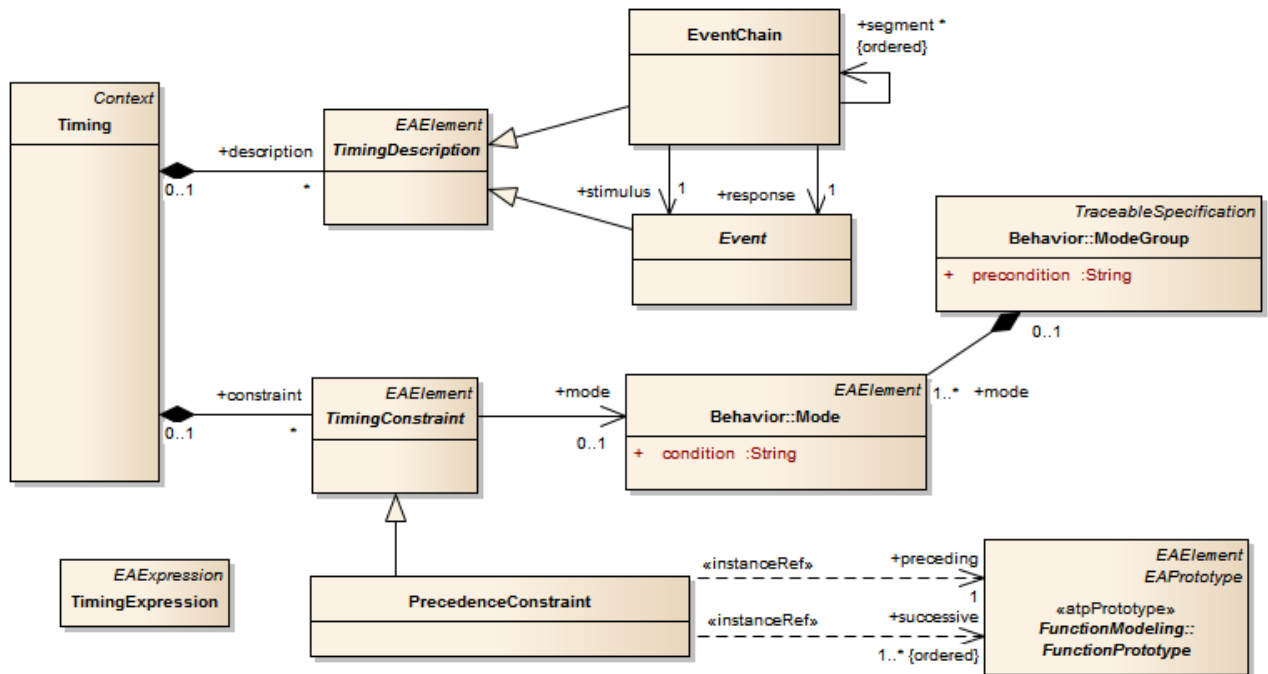 EventChain
+segment *
{ordered}
Context
Timing
+description
0..1
*
EAElement
TimingDescription
+stimulus
1
+response
1
Event
TraceableSpecification
Behavior::ModeGroup
+ precondition :String
0..1
+constraint
0..1
*
EAElement
TimingConstraint
+mode
0..1
EAElement
Behavior::Mode
+ condition :String
1..* +mode
EAExpression
TimingExpression
PrecedenceConstraint
«instanceRef»
+preceding
1
«instanceRef»
+successive
1..* {ordered}
EAElement
EAPrototype
«atpPrototype»
FunctionModeling::
FunctionPrototype